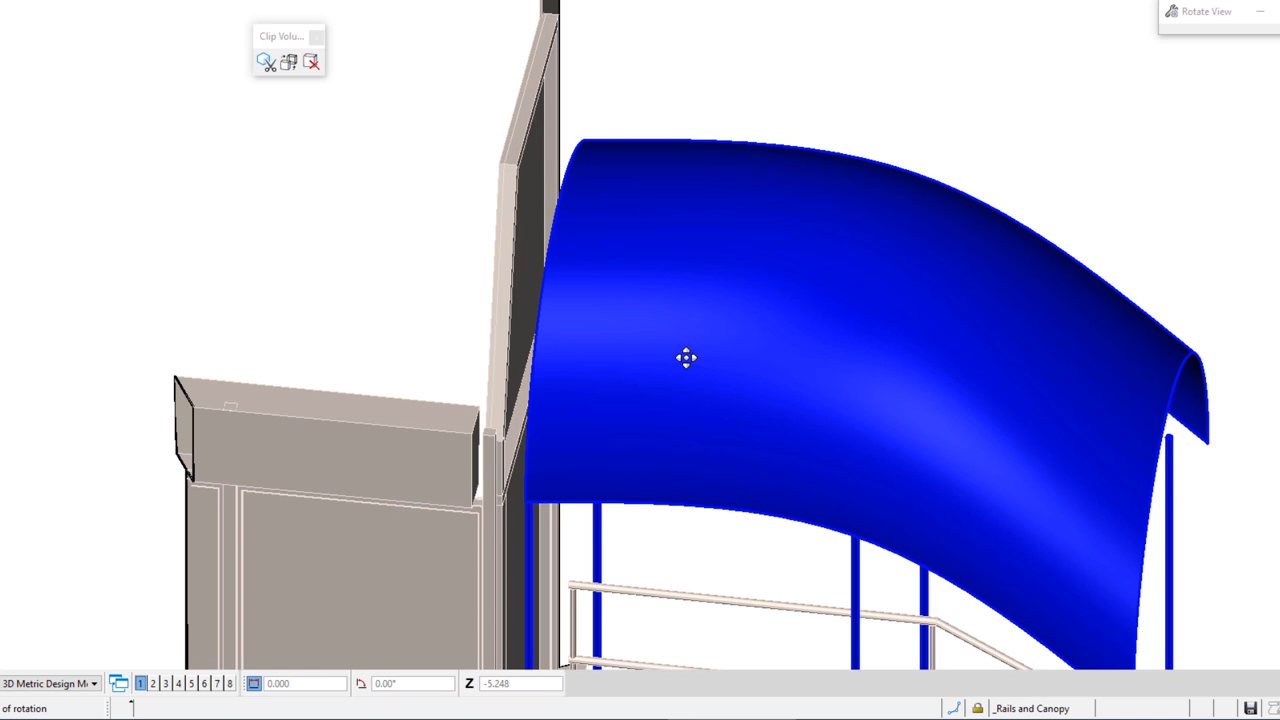 Rotate View
Clip Volu...
3D Metric Design M
1 2 3 4 5 6 7 8
0.000
0.00°
Z
-5.248
of rotation
_Rails and Canopy